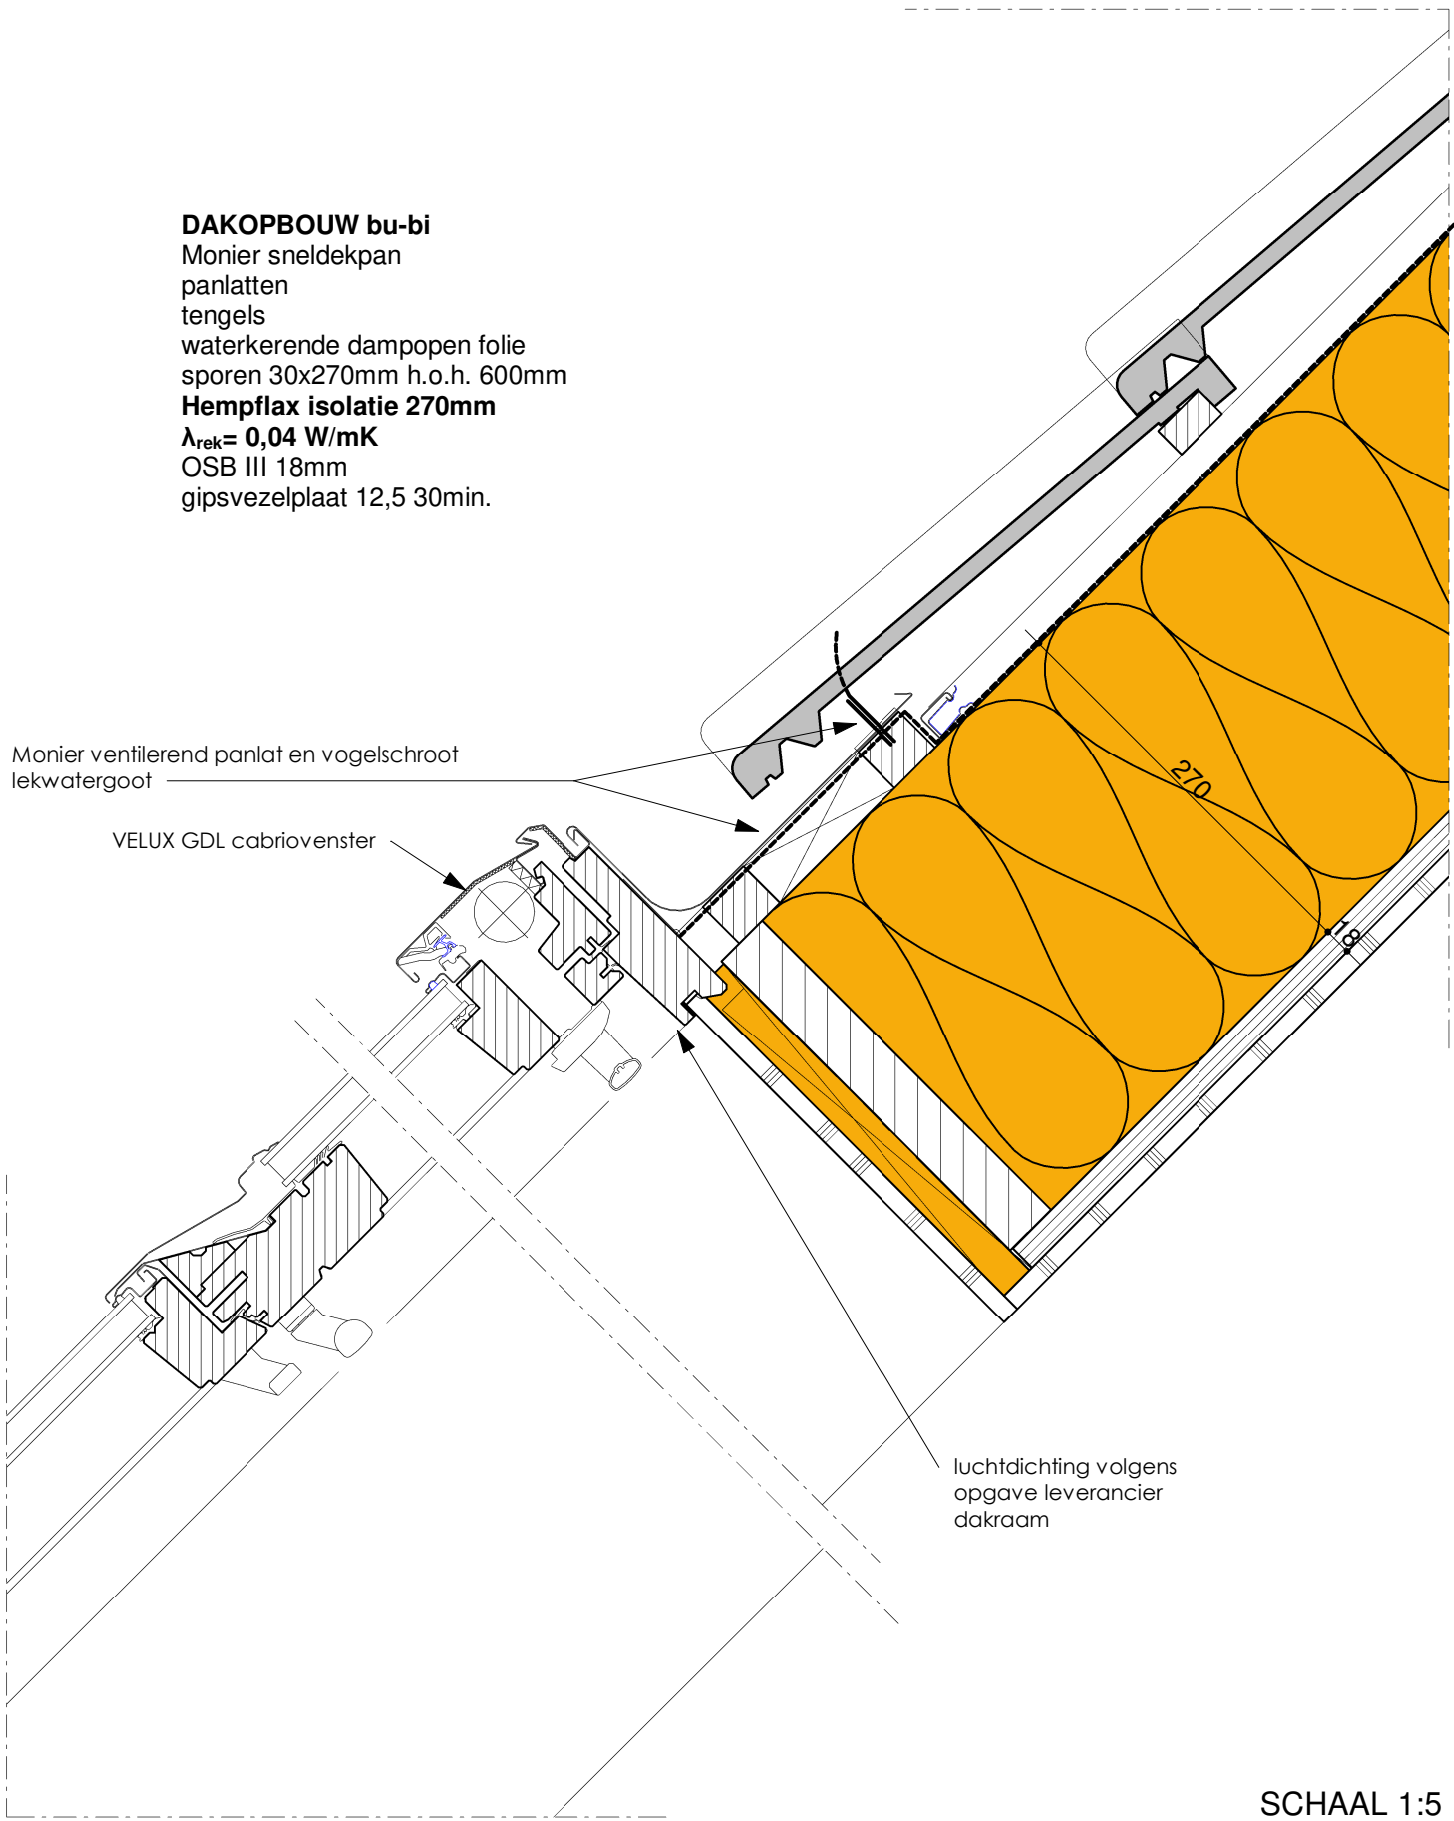 DAKOPBOUW bu-bi
Monier sneldekpan
panlatten
tengels
waterkerende dampopen folie
sporen 30x270mm h.o.h. 600mm
Hempflax isolatie 270mm
λrek= 0,04 W/mK
OSB III 18mm
gipsvezelplaat 12,5 30min.
Monier ventilerend panlat en vogelschroot
lekwatergoot
VELUX GDL cabriovenster
270
18
luchtdichting volgens
opgave leverancier
dakraam
SCHAAL 1:5